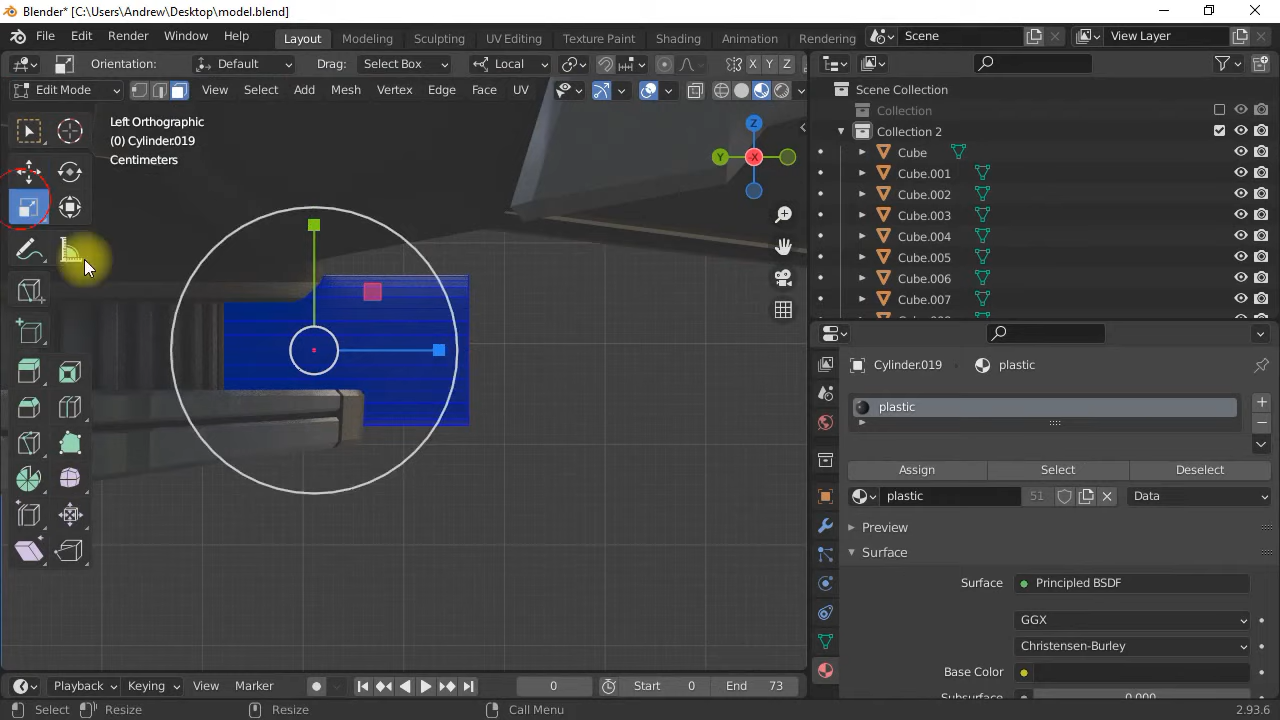 Blender* [C:\Users\Andrew\Desktop\model.blend]
File Edit Render Window Help Layout Modeling Sculpting UV Editing Texture Paint Shading Animation Rendering Scene View Layer
Orientation: Default Drag: Select Box Local X Y Z
Edit Mode View Select Add Mesh Vertex Edge Face UV
Scene Collection
Collection
Collection 2
Cube
Cube.001
Cube.002
Cube.003
Cube.004
Cube.005
Cube.006
Cube.007
Left Orthographic
(0) Cylinder.019
Centimeters
Z
Y
-X
Cylinder.019 plastic
plastic
Assign Select Deselect
plastic 51 Data
Preview
Surface
Surface Principled BSDF
GGX
Christensen-Burley
Base Color
Subsurface 0.000
Playback Keying View Marker 0 Start 0 End 73
Select Resize Resize Call Menu 2.93.6